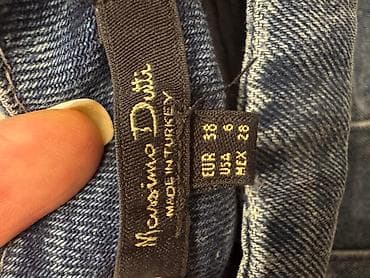 Massimo Dutti
MADE IN TURKEY
EUR 38
USA 6
MEX 28